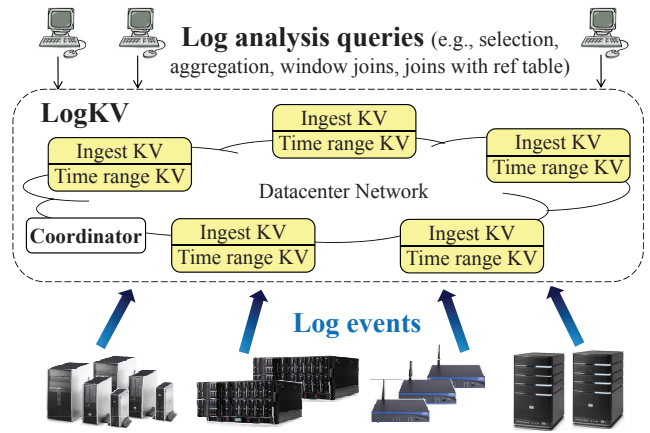 Log analysis queries (e.g., selection,
aggregation, window joins, joins with ref table)
LogKV
Ingest KV
Time range KV
Ingest KV
Time range KV
Ingest KV
Time range KV
Datacenter Network
Coordinator
Ingest KV
Time range KV
Ingest KV
Time range KV
Log events